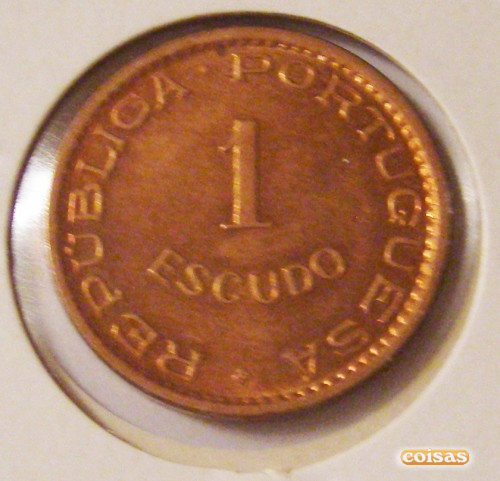 REPÚBLICA · PORTUGUESA ·
1
ESCUDO
coisas